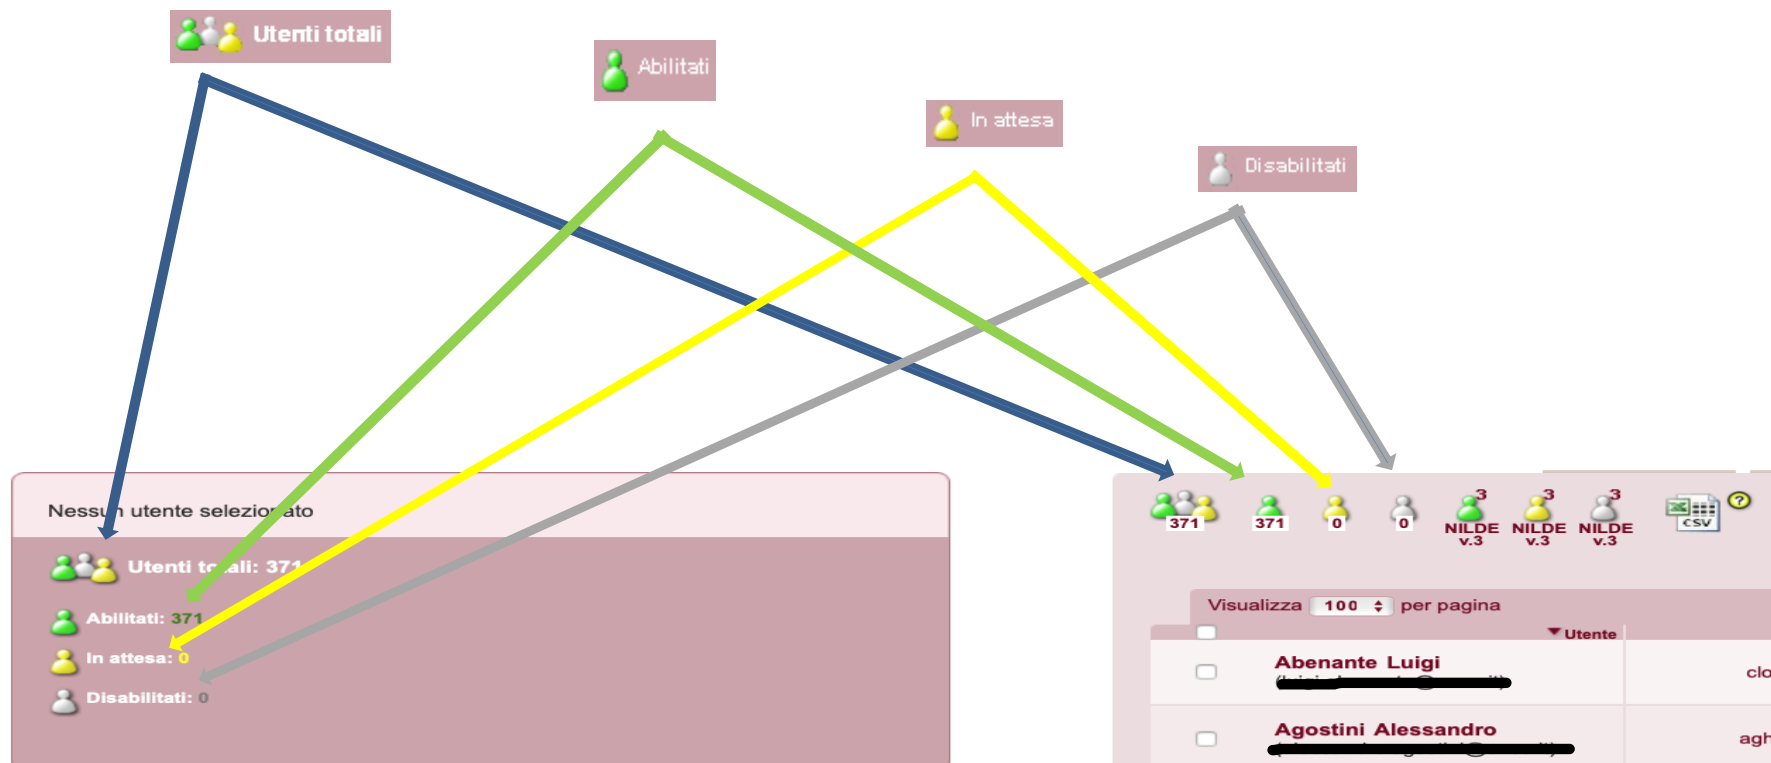 Utenti totali
Abilitati
In attesa
Disabilitati
Nessun utente selezionato
Utenti totali: 371
Abilitati: 371
In attesa: 0
Disabilitati: 0
371
371
0
0
3
NILDE
v.3
3
NILDE
v.3
3
NILDE
v.3
CSV
?
Visualizza 100 per pagina
Utente
Abenante Luigi
clo
Agostini Alessandro
agh